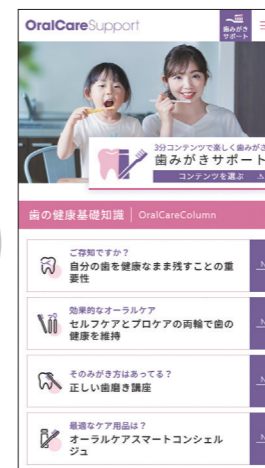 OralCareSupport
歯みがき
サポート
3分コンテンツで楽しく歯みがき
歯みがきサポート
コンテンツを選ぶ
歯の健康基礎知識 | OralCareColumn
ご存知ですか？
自分の歯を健康なまま残すことの重
要性
効果的なオーラルケア
セルフケアとプロケアの両輪で歯の
健康を維持
そのみがき方はあってる？
正しい歯磨き講座
最適なケア用品は？
オーラルケアスマートコンシェル
ジュ